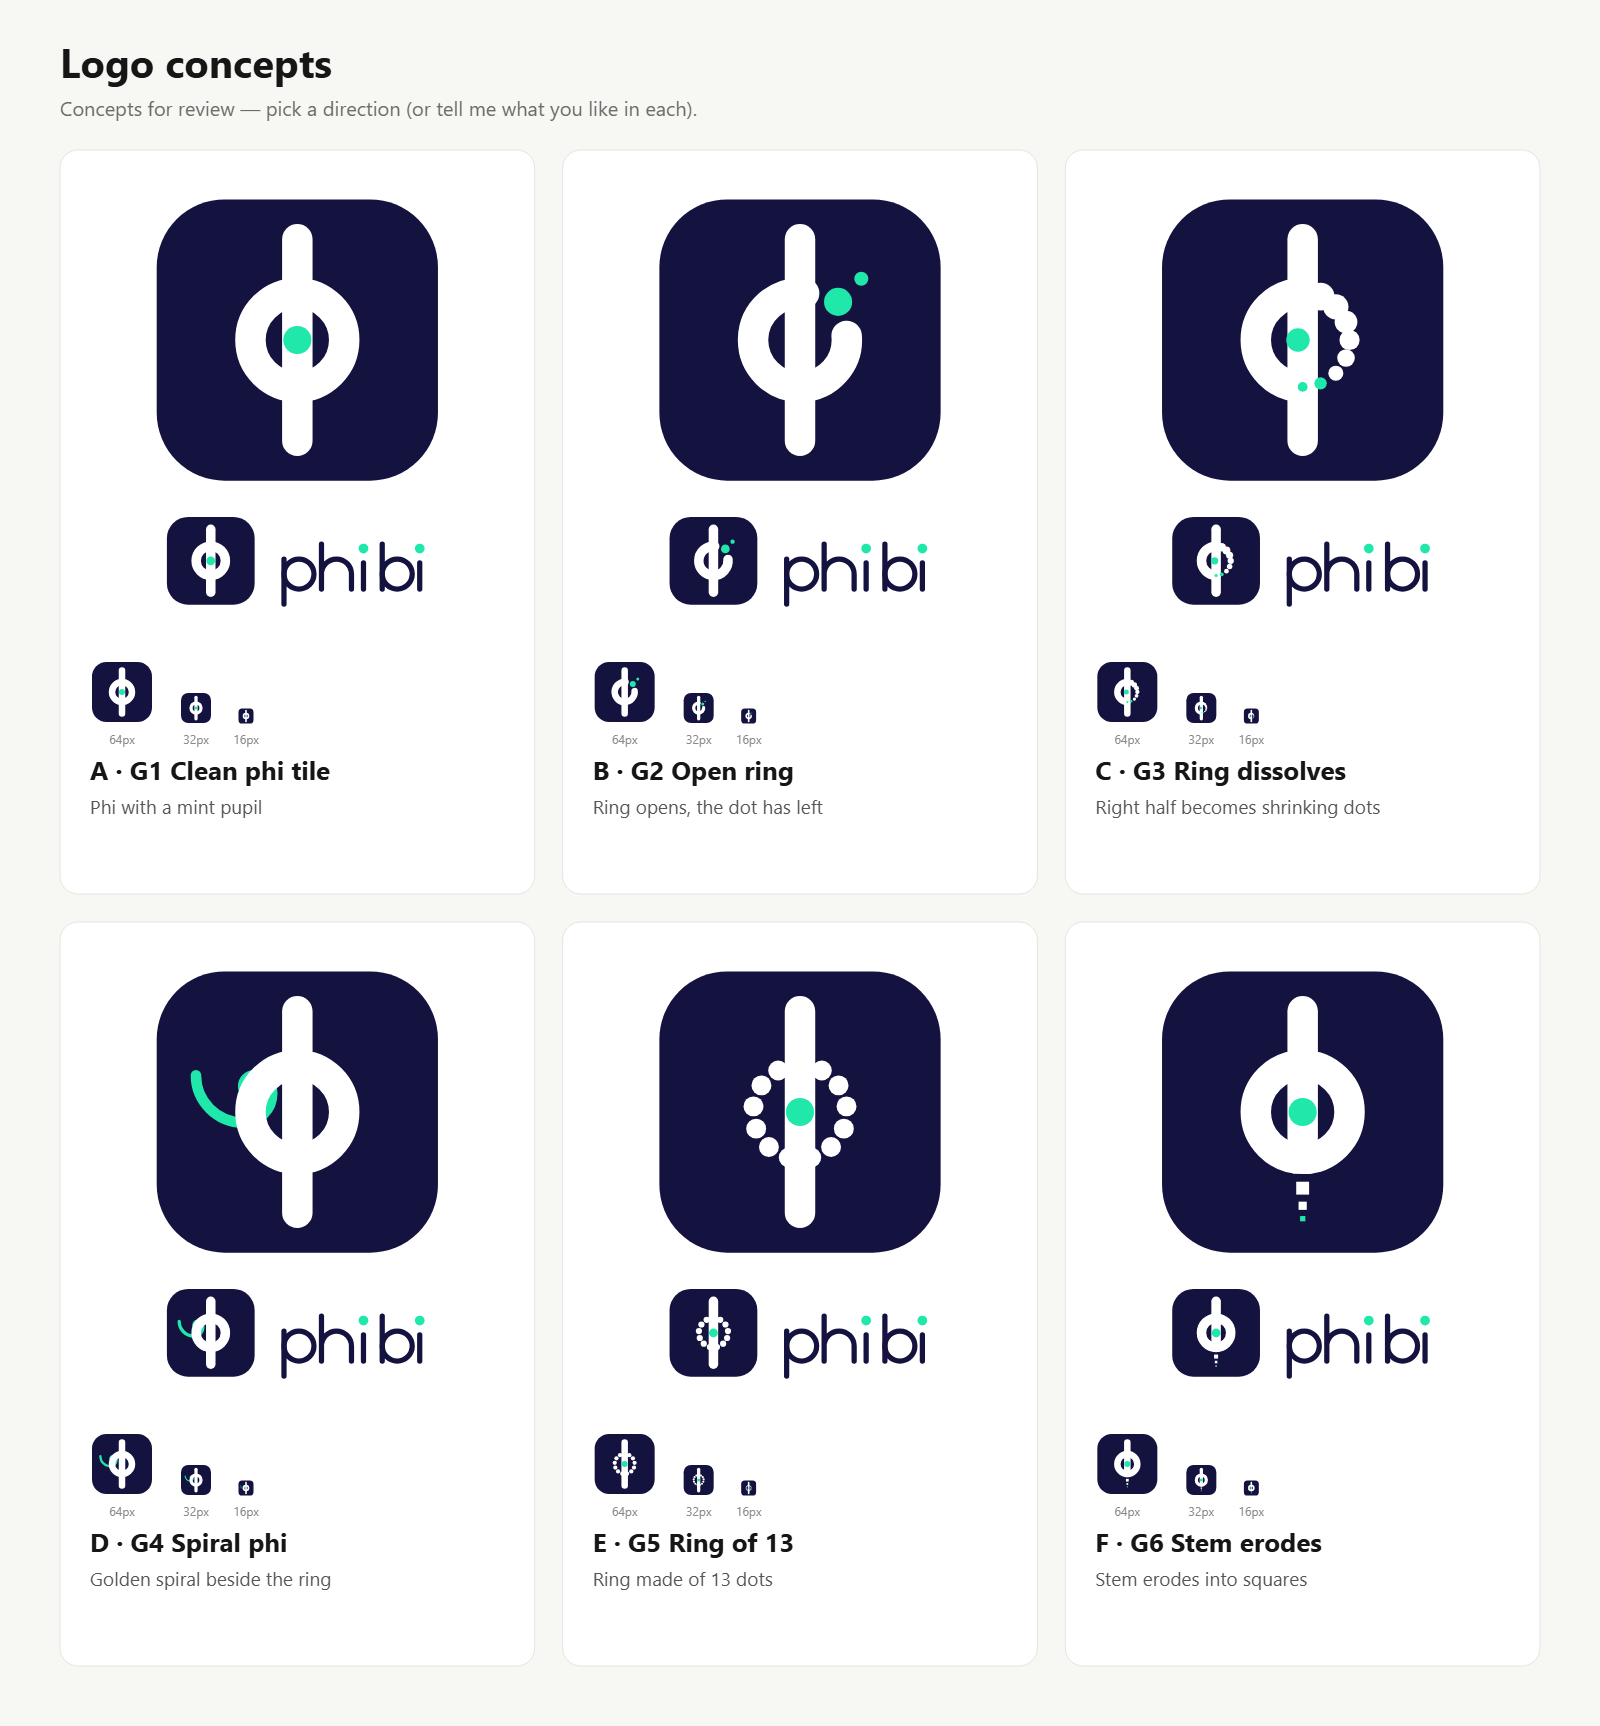 Logo concepts
Concepts for review — pick a direction (or tell me what you like in each).
phibi
64px 32px 16px
A · G1 Clean phi tile
Phi with a mint pupil
phibi
64px 32px 16px
B · G2 Open ring
Ring opens, the dot has left
phibi
64px 32px 16px
C · G3 Ring dissolves
Right half becomes shrinking dots
phibi
64px 32px 16px
D · G4 Spiral phi
Golden spiral beside the ring
phibi
64px 32px 16px
E · G5 Ring of 13
Ring made of 13 dots
phibi
64px 32px 16px
F · G6 Stem erodes
Stem erodes into squares